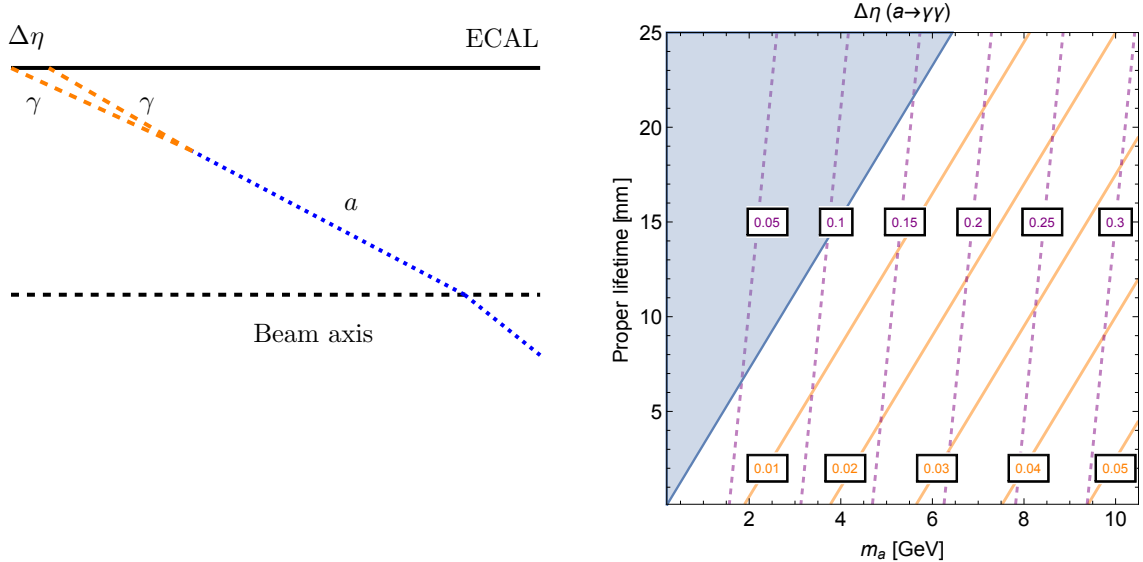 Δη
ECAL
γ
γ
a
Beam axis
Δη (a→γγ)
Proper lifetime [mm]
25
20
15
10
5
0.05
0.1
0.15
0.2
0.25
0.3
0.01
0.02
0.03
0.04
0.05
2
4
6
8
10
m_a [GeV]